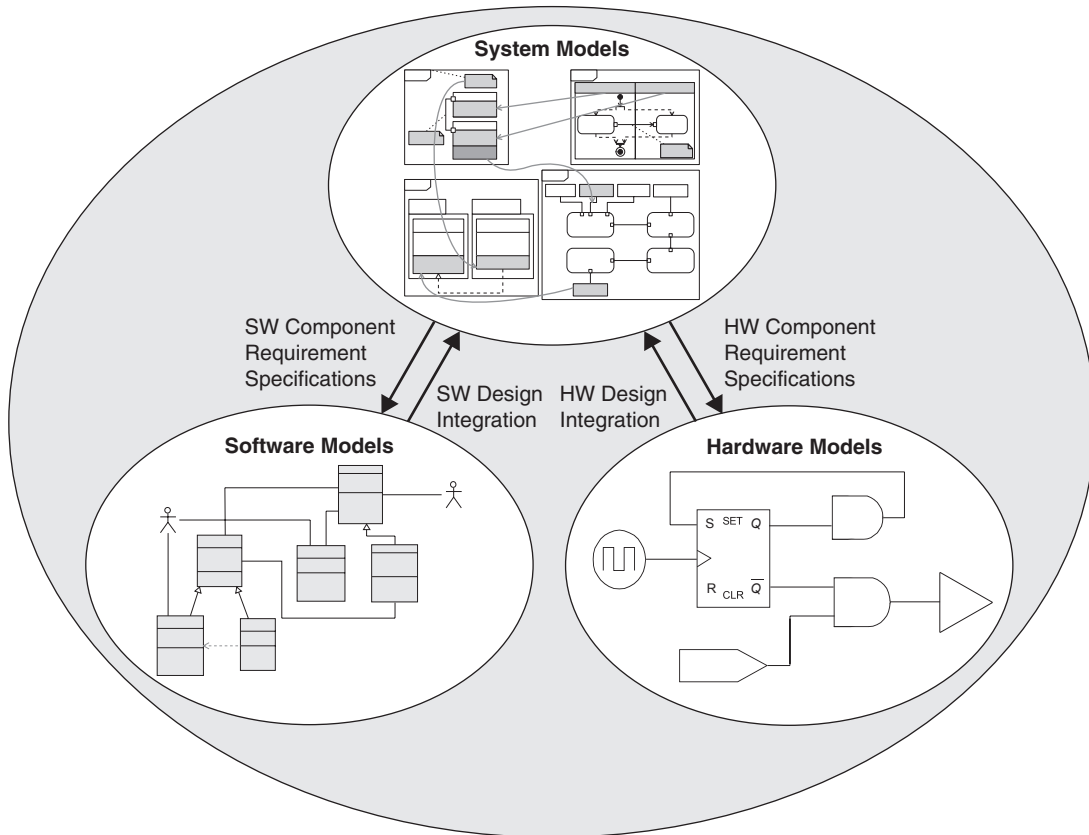 System Models
SW Component
Requirement
Specifications
HW Component
Requirement
Specifications
SW Design
Integration
HW Design
Integration
Software Models
Hardware Models
S SET Q
R CLR Q̅